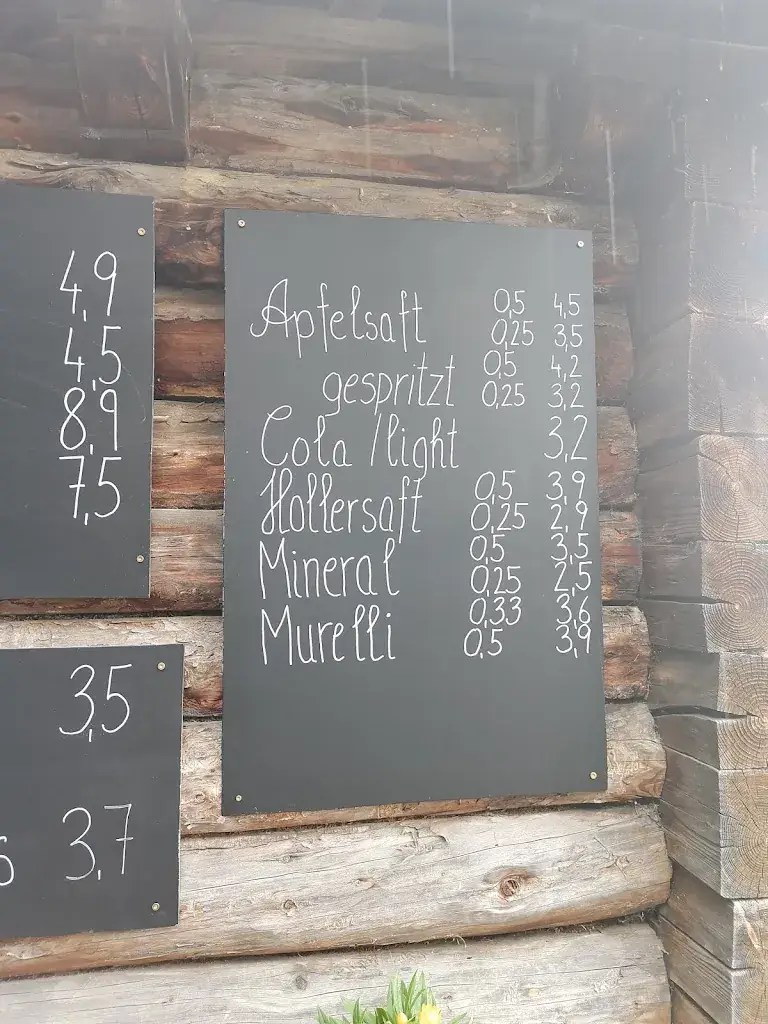 4,9
4,5
8,9
7,5
3,5
3,7
Apfelsaft 0,5 4,5
0,25 3,5
gespritzt 0,5 4,2
0,25 3,2
Cola /light 3,2
Hollersaft 0,5 3,9
0,25 2,9
Mineral 0,5 3,5
0,25 2,5
0,33 3,6
Murelli 0,5 3,9